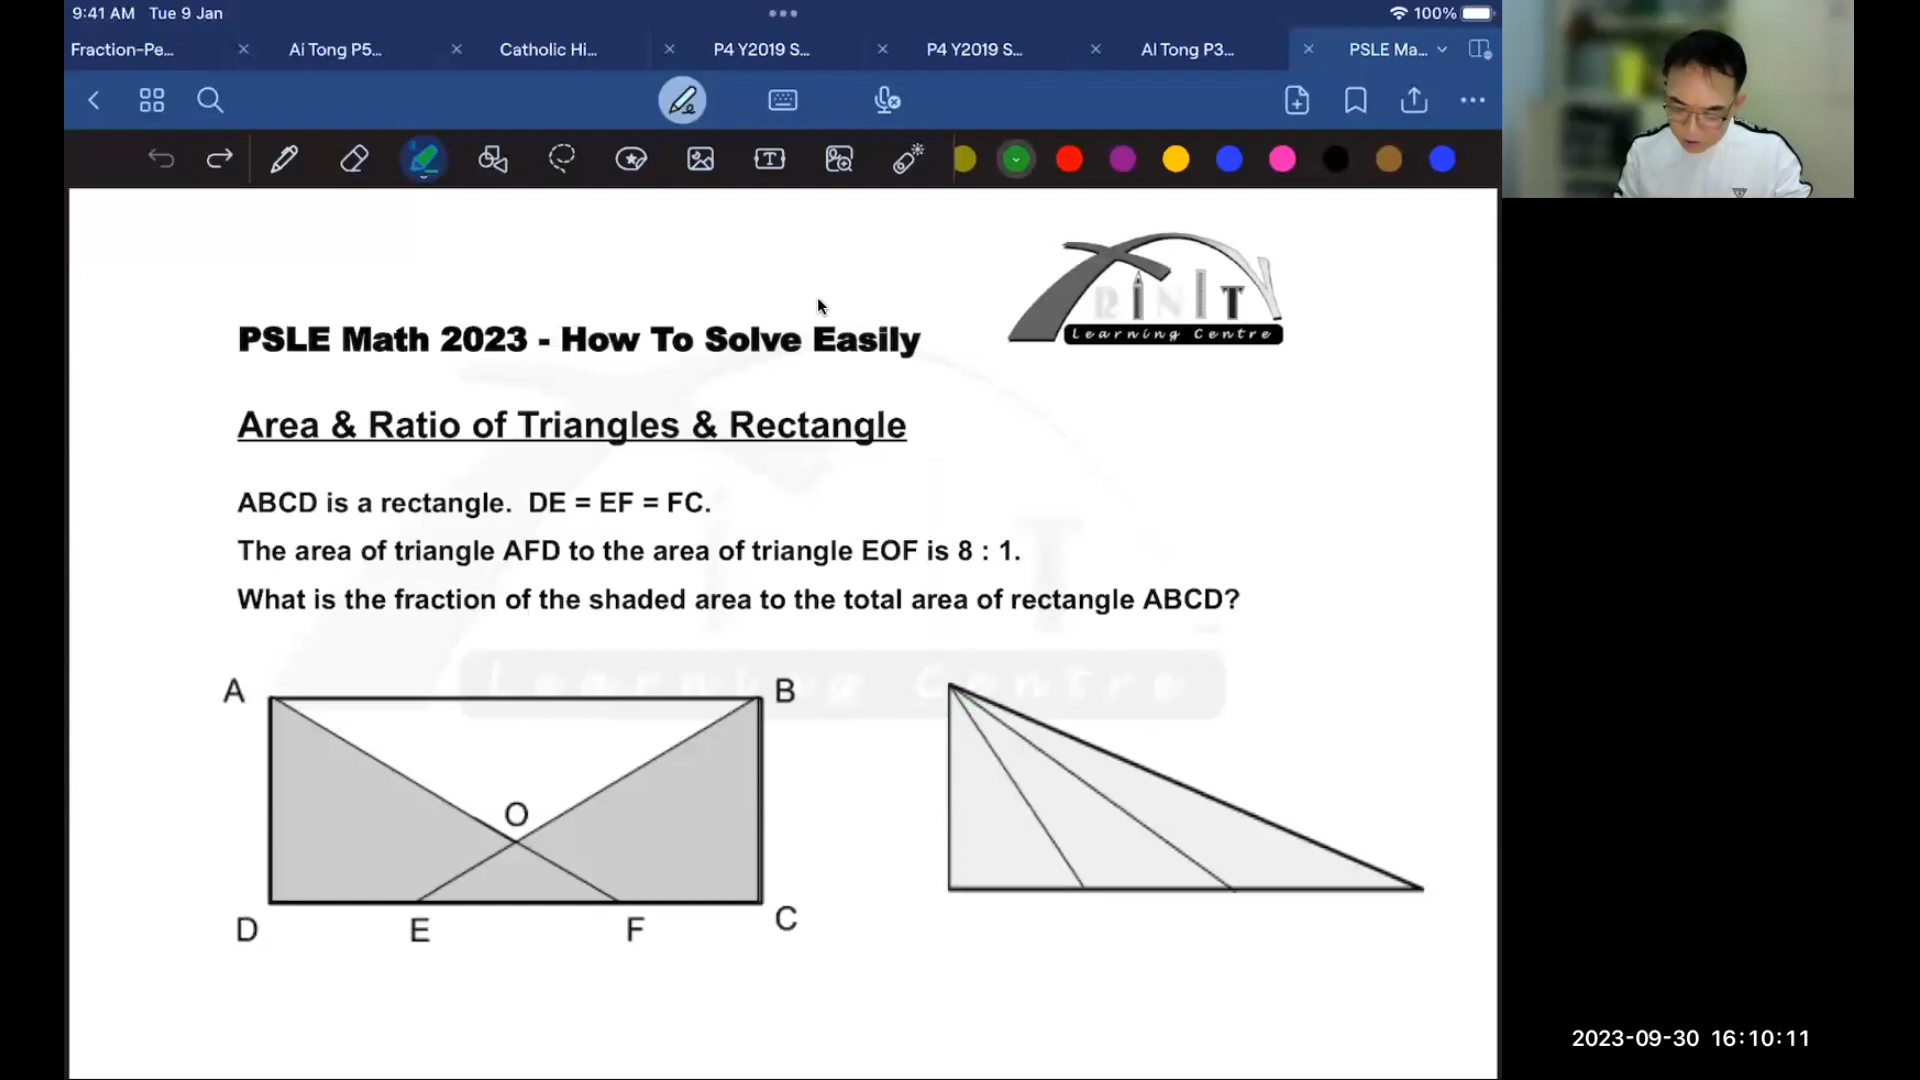 9:41 AM Tue 9 Jan
100%
Fraction-Pe...
Ai Tong P5...
Catholic Hi...
P4 Y2019 S...
P4 Y2019 S...
AI Tong P3...
PSLE Ma...
TRINITY
Learning Centre
PSLE Math 2023 - How To Solve Easily
Area & Ratio of Triangles & Rectangle
ABCD is a rectangle. DE = EF = FC.
The area of triangle AFD to the area of triangle EOF is 8 : 1.
What is the fraction of the shaded area to the total area of rectangle ABCD?
Learning Centre
A
B
O
D
E
F
C
2023-09-30 16:10:11